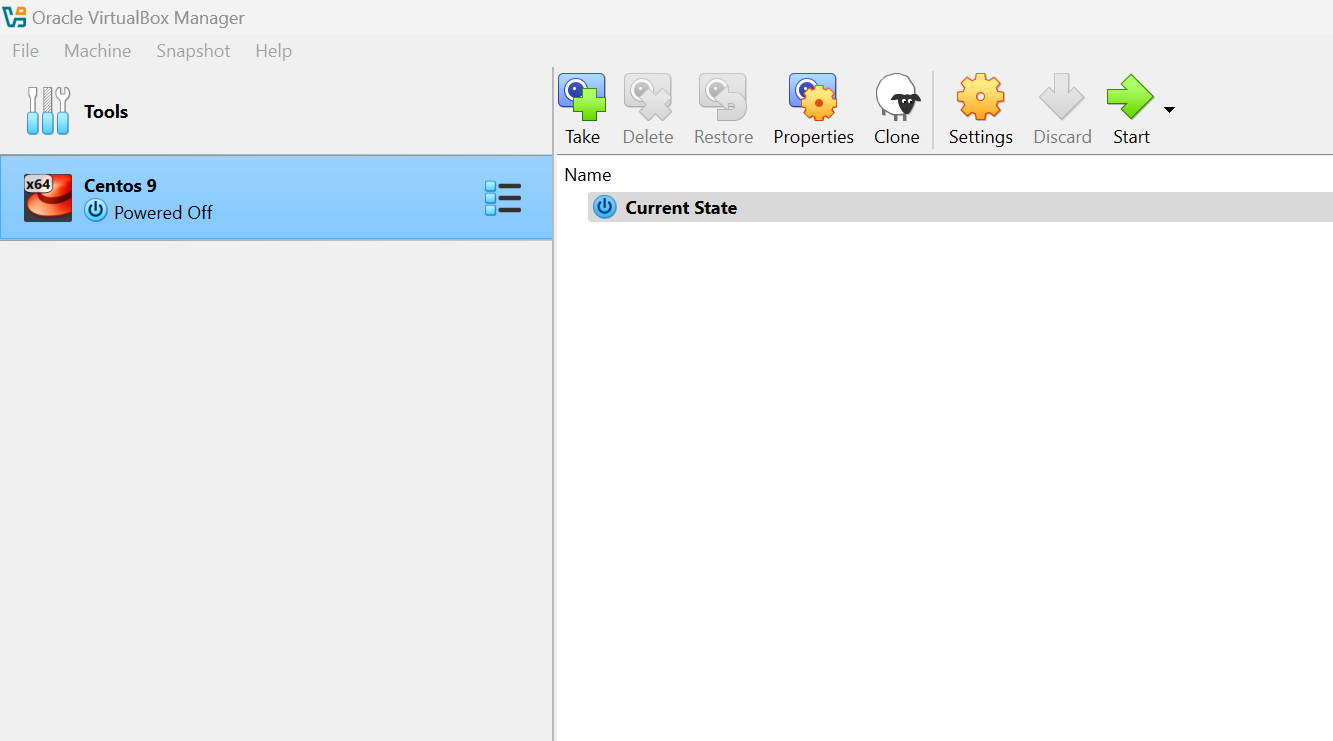 Oracle VirtualBox Manager
File Machine Snapshot Help
Tools
Take Delete Restore Properties Clone Settings Discard Start
x64
Centos 9
Powered Off
Name
Current State